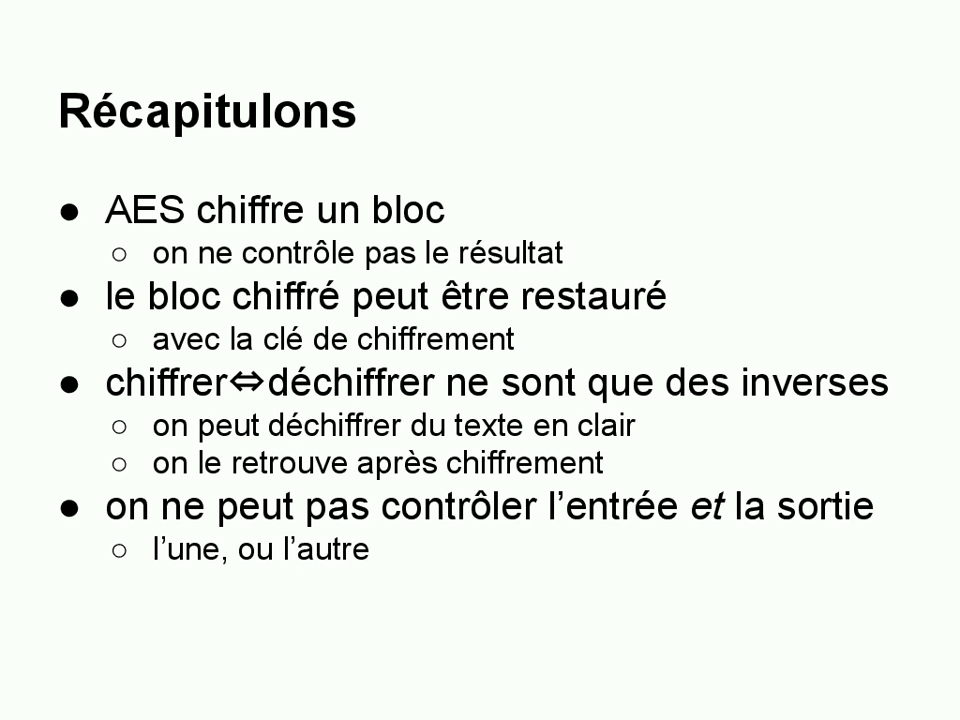 Récapitulons
● AES chiffre un bloc
○ on ne contrôle pas le résultat
● le bloc chiffré peut être restauré
○ avec la clé de chiffrement
● chiffrer⇔déchiffrer ne sont que des inverses
○ on peut déchiffrer du texte en clair
○ on le retrouve après chiffrement
● on ne peut pas contrôler l’entrée et la sortie
○ l’une, ou l’autre